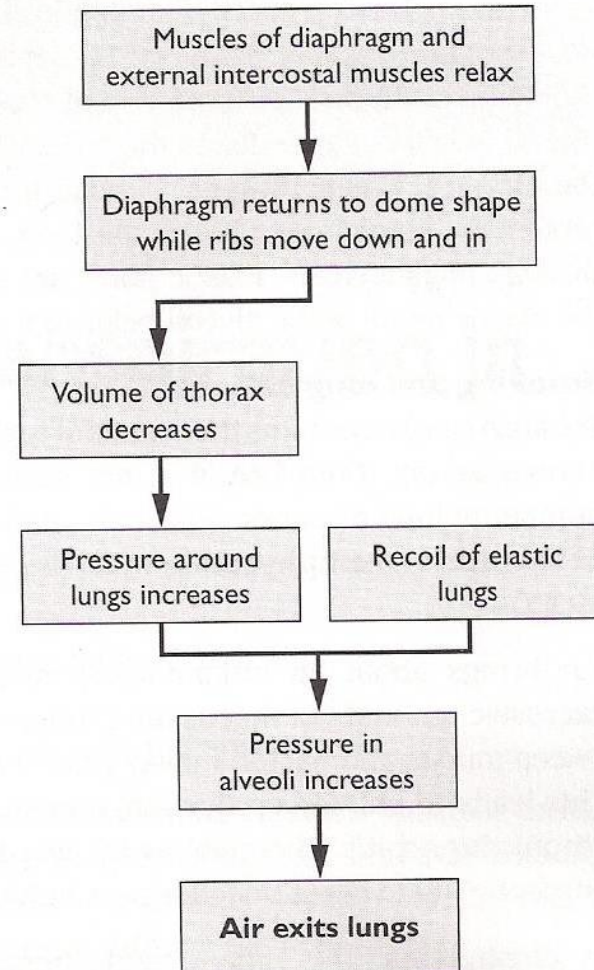 Muscles of diaphragm and
external intercostal muscles relax
Diaphragm returns to dome shape
while ribs move down and in
Volume of thorax
decreases
Pressure around
lungs increases
Recoil of elastic
lungs
Pressure in
alveoli increases
Air exits lungs